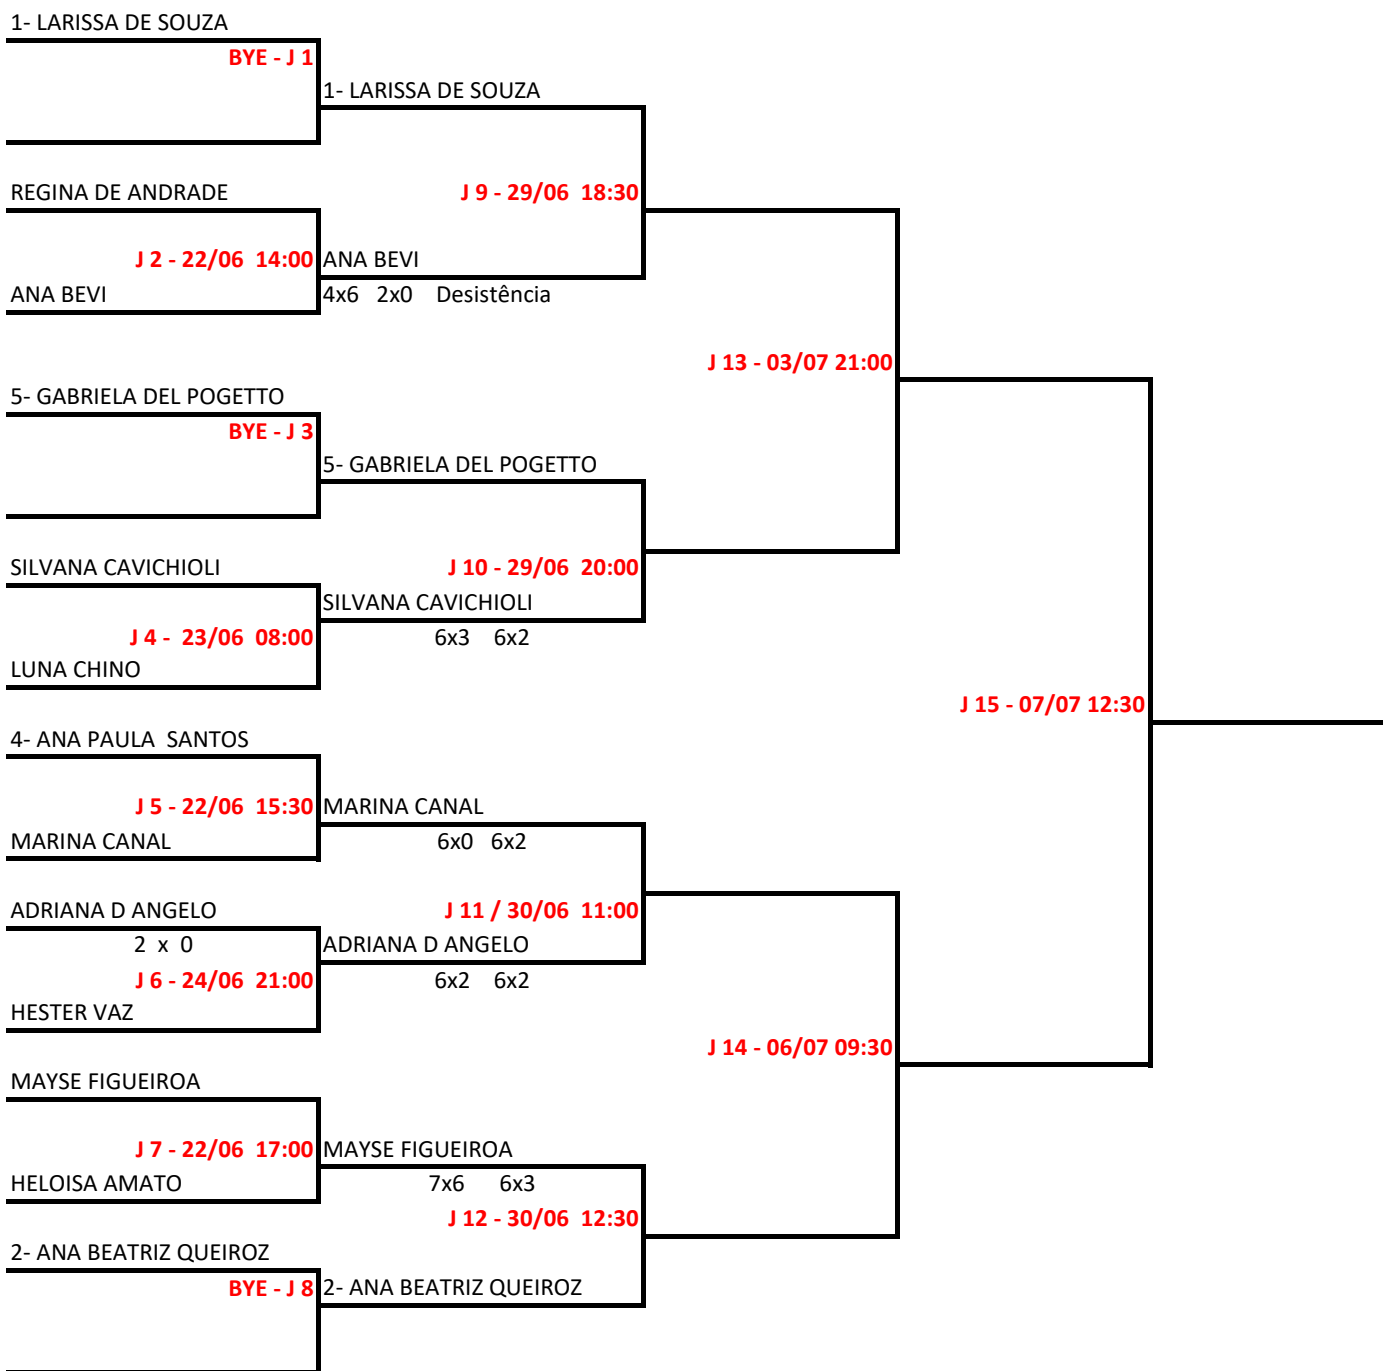 1- LARISSA DE SOUZA
BYE - J 1
1- LARISSA DE SOUZA
REGINA DE ANDRADE
J 9 - 29/06 18:30
J 2 - 22/06 14:00
ANA BEVI
ANA BEVI
4x6 2x0 Desistência
J 13 - 03/07 21:00
5- GABRIELA DEL POGETTO
BYE - J 3
5- GABRIELA DEL POGETTO
SILVANA CAVICHIOLI
J 10 - 29/06 20:00
SILVANA CAVICHIOLI
J 4 - 23/06 08:00
6x3 6x2
LUNA CHINO
J 15 - 07/07 12:30
4- ANA PAULA SANTOS
J 5 - 22/06 15:30
MARINA CANAL
MARINA CANAL
6x0 6x2
ADRIANA D ANGELO
J 11 / 30/06 11:00
2 x 0
ADRIANA D ANGELO
J 6 - 24/06 21:00
6x2 6x2
HESTER VAZ
J 14 - 06/07 09:30
MAYSE FIGUEIROA
J 7 - 22/06 17:00
MAYSE FIGUEIROA
HELOISA AMATO
7x6 6x3
J 12 - 30/06 12:30
2- ANA BEATRIZ QUEIROZ
BYE - J 8
2- ANA BEATRIZ QUEIROZ